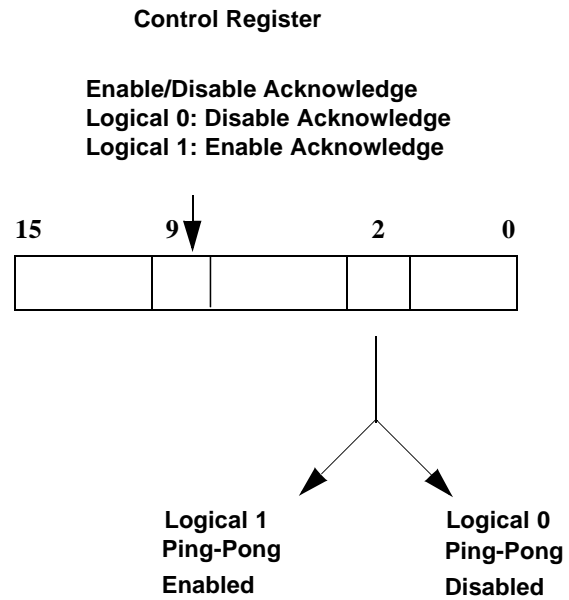 Control Register
Enable/Disable Acknowledge
Logical 0: Disable Acknowledge
Logical 1: Enable Acknowledge
15 9 2 0
Logical 1 Logical 0
Ping-Pong Ping-Pong
Enabled Disabled